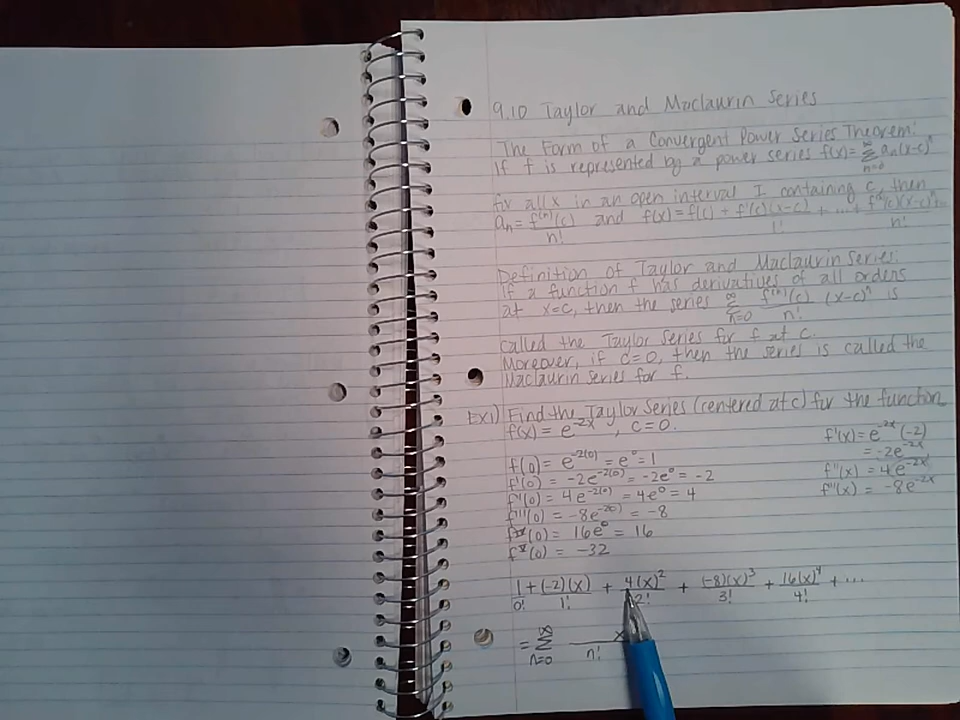 9.10 Taylor and Maclaurin Series
The Form of a Convergent Power Series Theorem:
If f is represented by a power series f(x) = ∑_{n=0}^{∞} a_n(x-c)^n
for all x in an open interval I containing c, then
a_n = f^{(n)}(c)/n! and f(x) = f(c) + f'(c)(x-c)/1! + ... + f^{(n)}(c)(x-c)^n/n! + ...
Definition of Taylor and Maclaurin Series:
If a function f has derivatives of all orders
at x=c, then the series ∑_{n=0}^{∞} f^{(n)}(c)/n! (x-c)^n is
called the Taylor Series for f at c.
Moreover, if c=0, then the series is called the
Maclaurin series for f.
Ex1) Find the Taylor Series (centered at c) for the function
f(x) = e^{-2x}, c=0.
f'(x) = e^{-2x}(-2)
= -2e^{-2x}
f''(x) = 4e^{-2x}
f'''(x) = -8e^{-2x}
f(0) = e^{-2(0)} = e^0 = 1
f'(0) = -2e^{-2(0)} = -2e^0 = -2
f''(0) = 4e^{-2(0)} = 4e^0 = 4
f'''(0) = -8e^{-2(0)} = -8
f^{IV}(0) = 16e^0 = 16
f^{V}(0) = -32
1/0! + (-2)(x)/1! + 4(x)^2/2! + (-8)(x)^3/3! + 16(x)^4/4! + ...
= ∑_{n=0}^{∞} /n! x